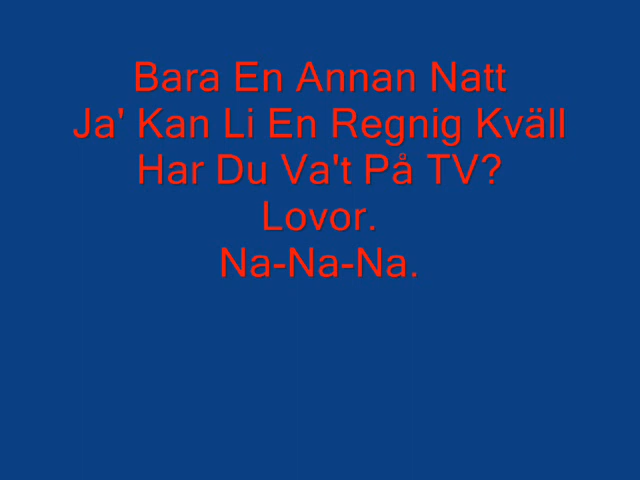 Bara En Annan Natt
Ja' Kan Li En Regnig Kväll
Har Du Va't På TV?
Lovor.
Na-Na-Na.